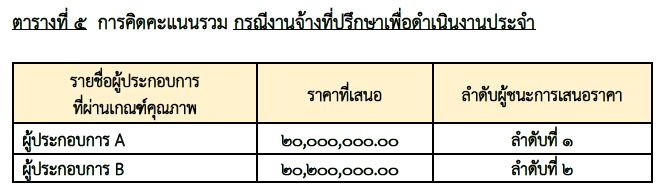 ตารางที่ ๕ การคิดคะแนนรวม กรณีงานจ้างที่ปรึกษาเพื่อดำเนินงานประจำ
รายชื่อผู้ประกอบการ
ที่ผ่านเกณฑ์คุณภาพ
ราคาที่เสนอ
ลำดับผู้ชนะการเสนอราคา
ผู้ประกอบการ A ๒๐,๐๐๐,๐๐๐.๐๐ ลำดับที่ ๑
ผู้ประกอบการ B ๒๐,๒๐๐,๐๐๐.๐๐ ลำดับที่ ๒